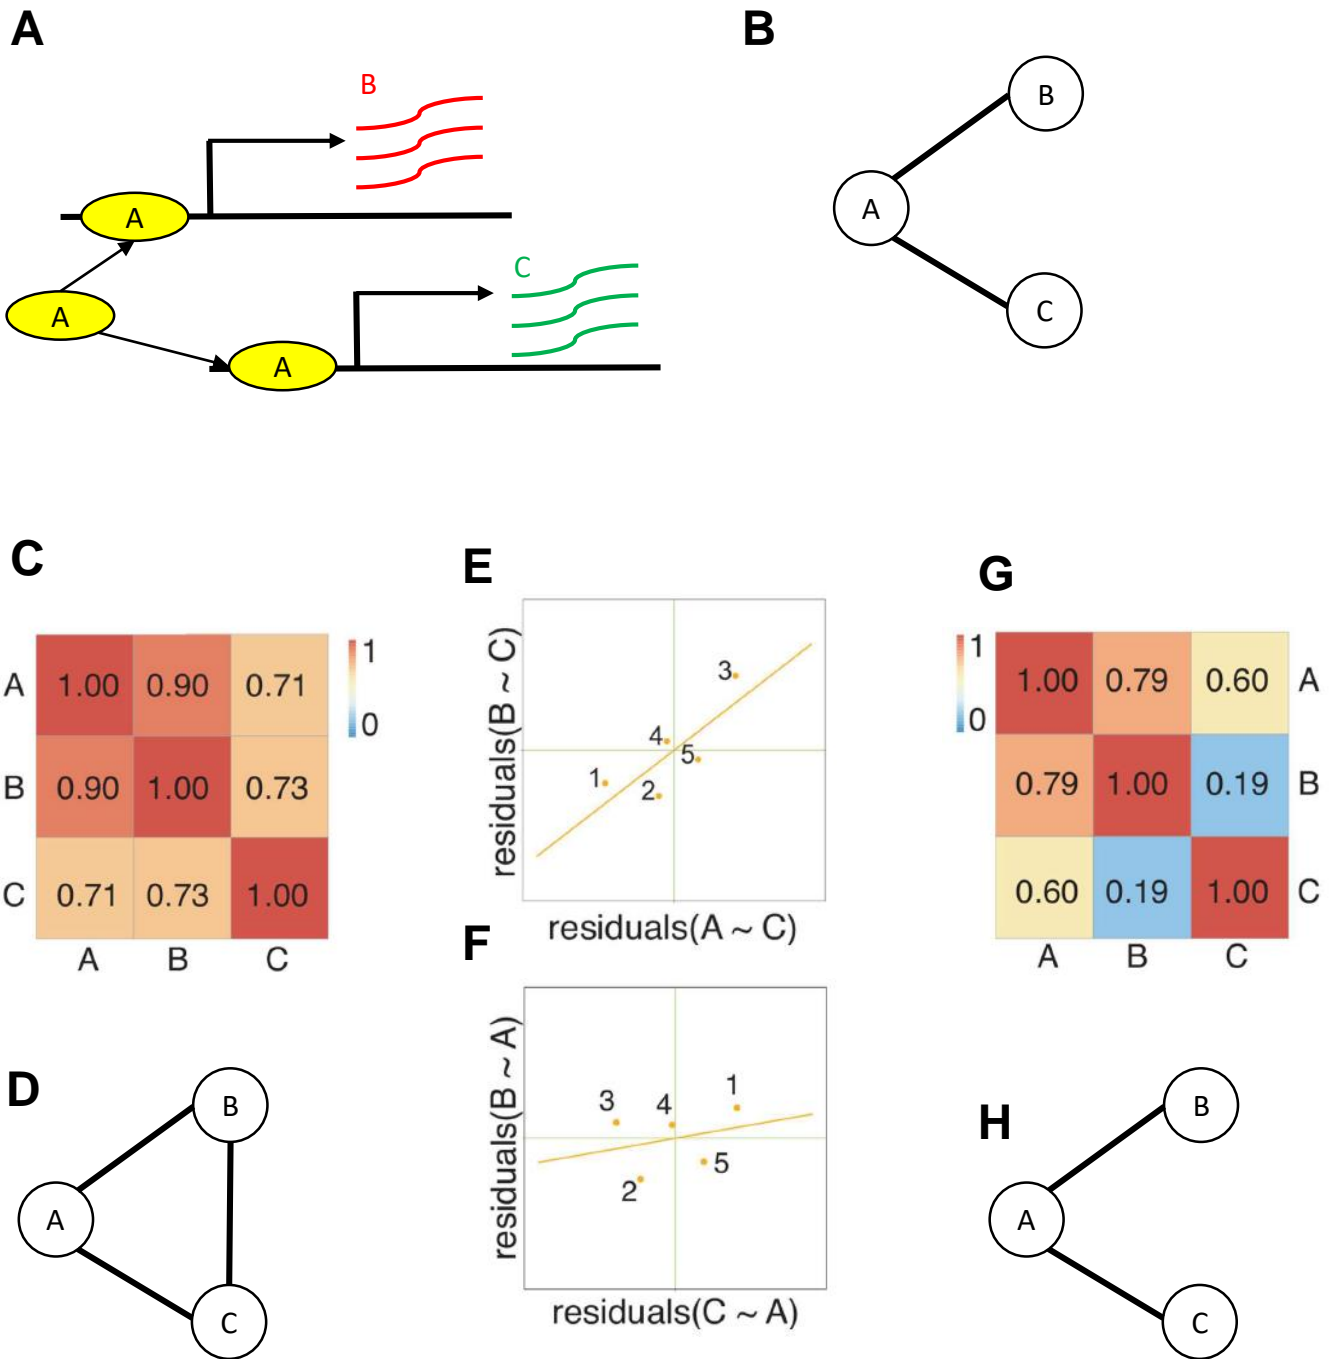 A
B
B
A
A
C
A
B
A
C
C
A 1.00 0.90 0.71
B 0.90 1.00 0.73
C 0.71 0.73 1.00
A B C
1
0
D
B
A
C
E
residuals(B ~ C)
3
4
5
1
2
residuals(A ~ C)
F
residuals(B ~ A)
3
4
1
2
5
residuals(C ~ A)
G
1
0
1.00 0.79 0.60 A
0.79 1.00 0.19 B
0.60 0.19 1.00 C
A B C
H
B
A
C